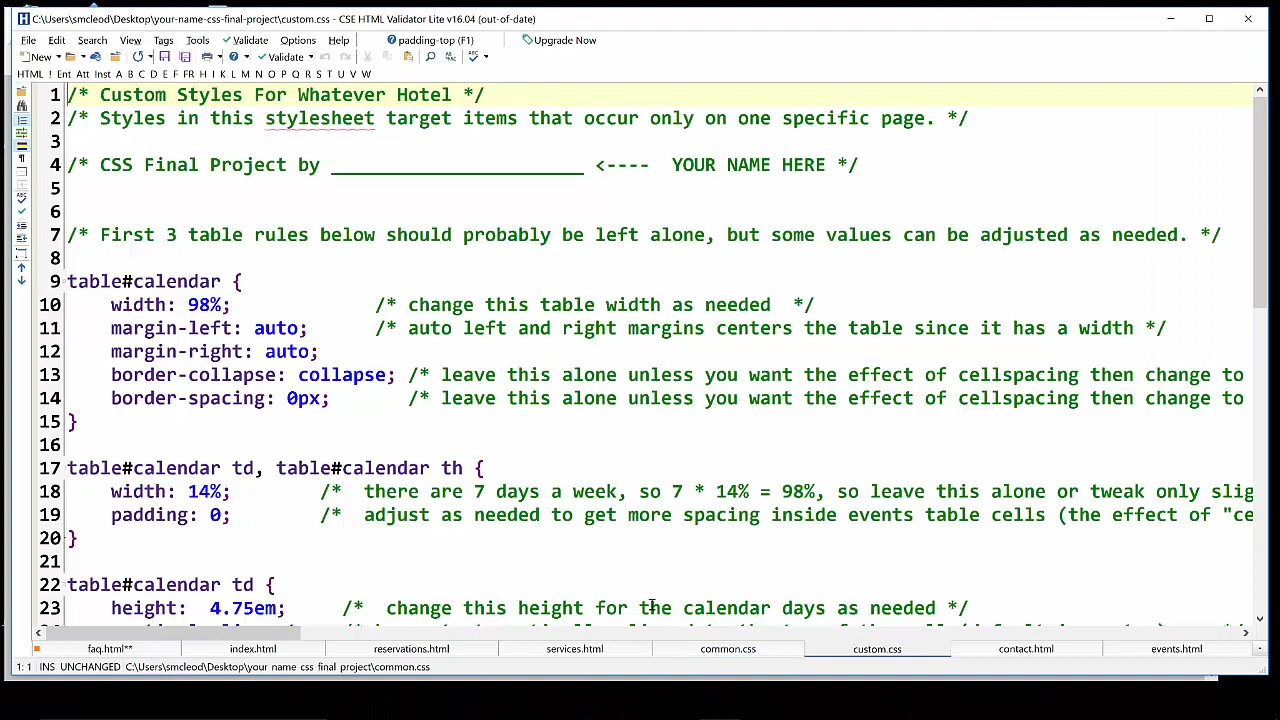 C:\Users\smcleod\Desktop\your-name-css-final-project\custom.css - CSE HTML Validator Lite v16.04 (out-of-date)
File Edit Search View Tags Tools Validate Options Help padding-top (F1) Upgrade Now
New Validate
HTML ! Ent Att Inst A B C D E F FR H I K L M N O P Q R S T U V W
1 /* Custom Styles For Whatever Hotel */
2 /* Styles in this stylesheet target items that occur only on one specific page. */
3
4 /* CSS Final Project by _______________________ <---- YOUR NAME HERE */
5
6
7 /* First 3 table rules below should probably be left alone, but some values can be adjusted as needed. */
8
9 table#calendar {
10 width: 98%; /* change this table width as needed */
11 margin-left: auto; /* auto left and right margins centers the table since it has a width */
12 margin-right: auto;
13 border-collapse: collapse; /* leave this alone unless you want the effect of cellspacing then change to
14 border-spacing: 0px; /* leave this alone unless you want the effect of cellspacing then change to
15 }
16
17 table#calendar td, table#calendar th {
18 width: 14%; /* there are 7 days a week, so 7 * 14% = 98%, so leave this alone or tweak only slig
19 padding: 0; /* adjust as needed to get more spacing inside events table cells (the effect of "ce
20 }
21
22 table#calendar td {
23 height: 4.75em; /* change this height for the calendar days as needed */
faq.html** index.html reservations.html services.html common.css custom.css contact.html events.html
1: 1 INS UNCHANGED C:\Users\smcleod\Desktop\your name css final project\common.css